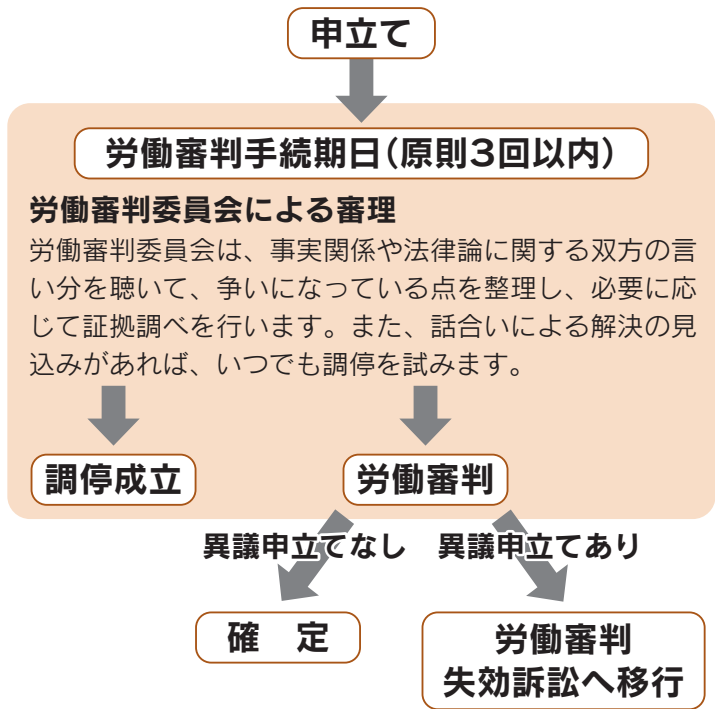 申立て
労働審判手続期日(原則3回以内)
労働審判委員会による審理
労働審判委員会は、事実関係や法律論に関する双方の言
い分を聴いて、争いになっている点を整理し、必要に応
じて証拠調べを行います。また、話合いによる解決の見
込みがあれば、いつでも調停を試みます。
調停成立
労働審判
異議申立てなし
異議申立てあり
確　定
労働審判
失効訴訟へ移行